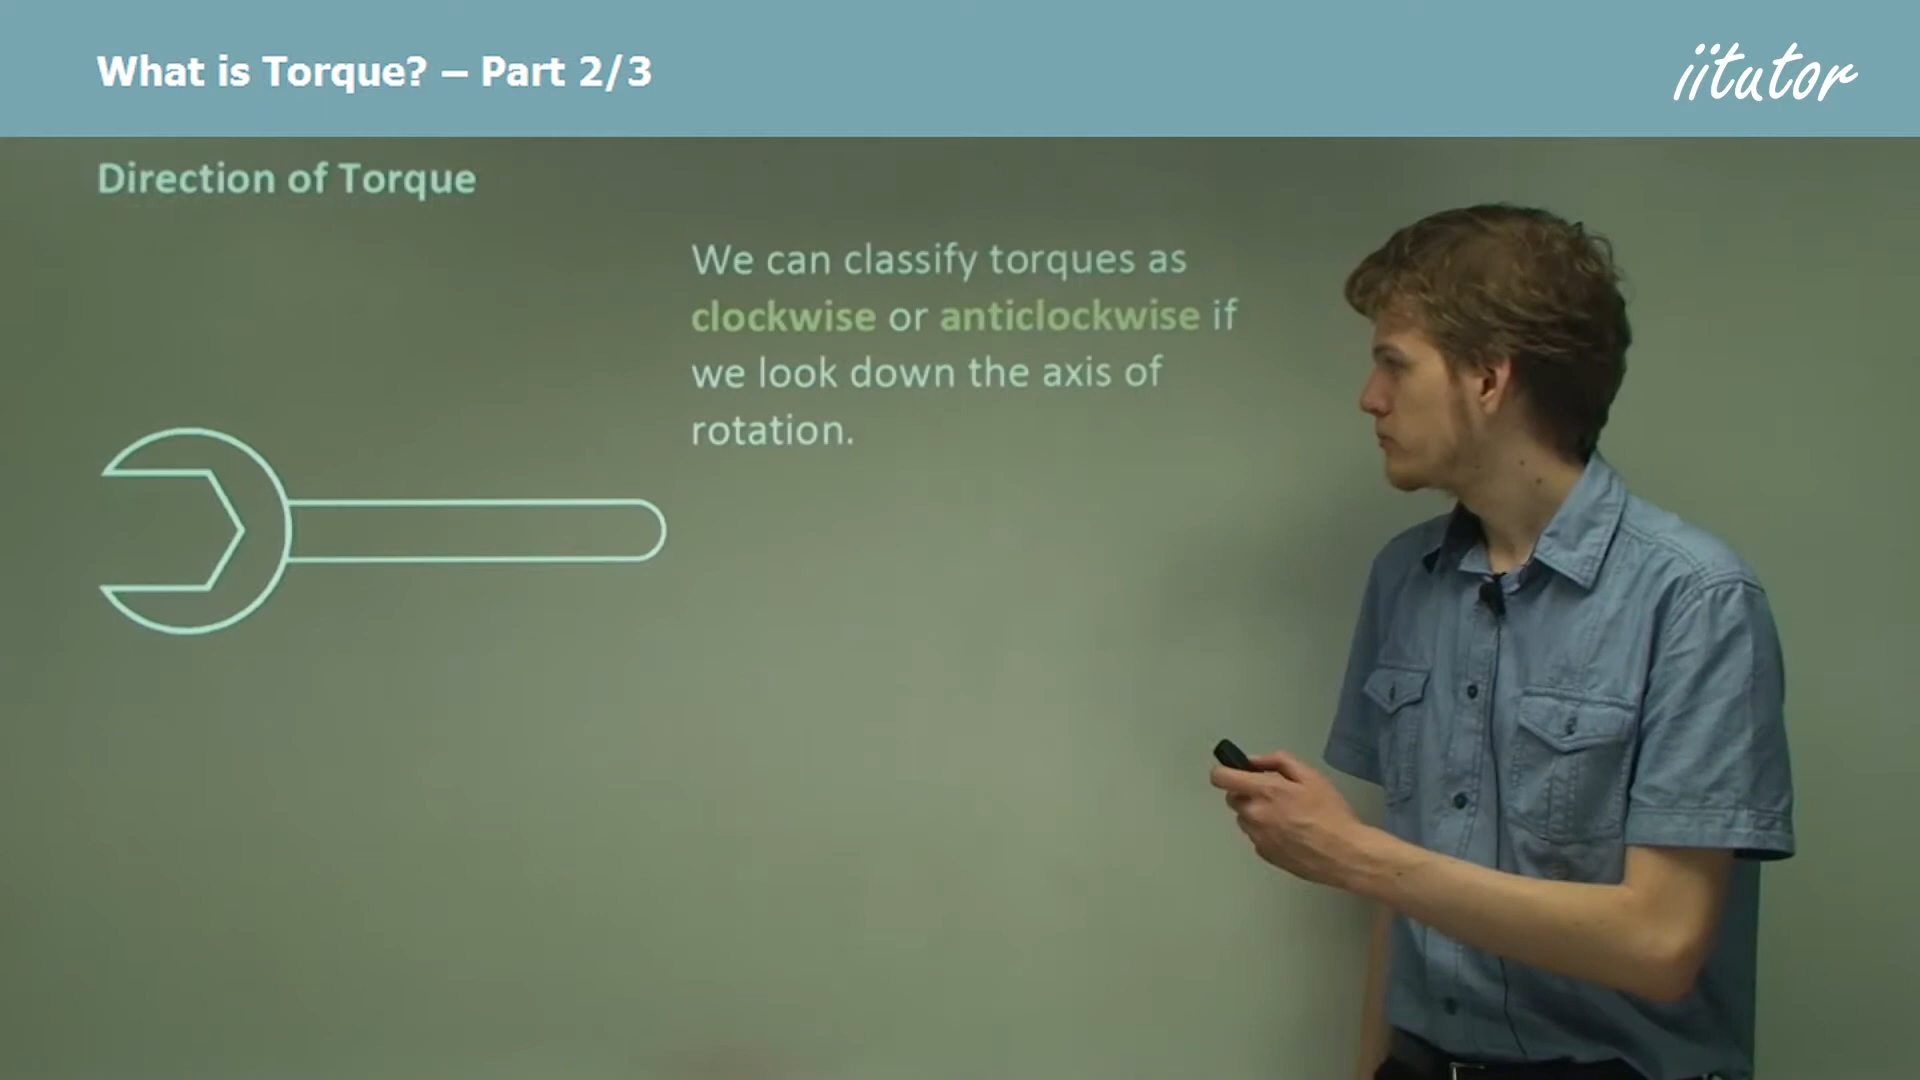 What is Torque? – Part 2/3
iitutor
Direction of Torque
We can classify torques as
clockwise or anticlockwise if
we look down the axis of
rotation.